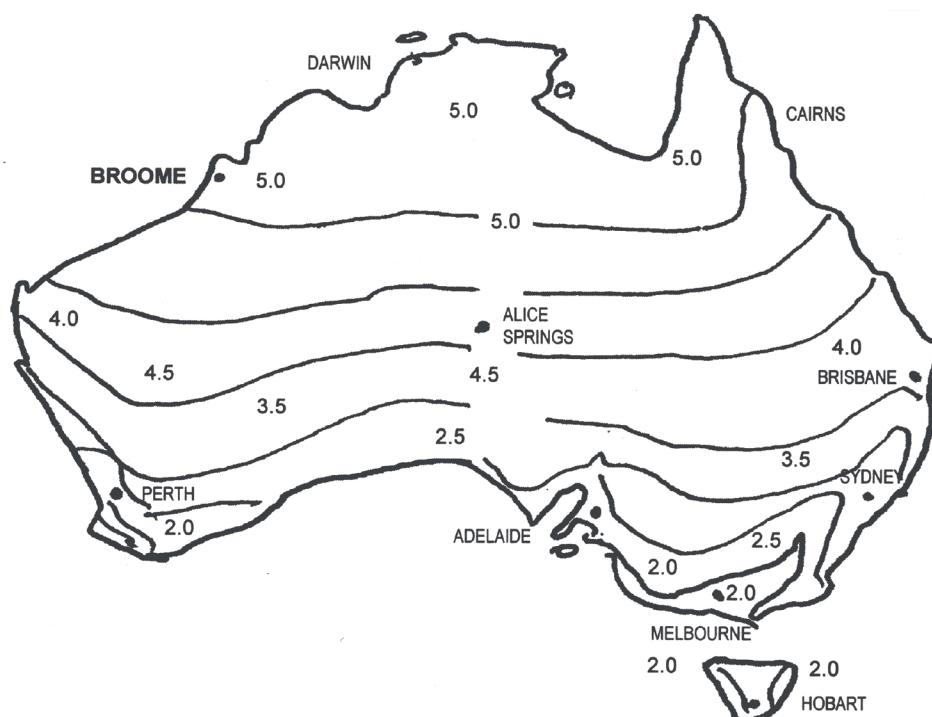 DARWIN
5.0
CAIRNS
5.0
BROOME
5.0
5.0
ALICE
SPRINGS
4.0
4.0
4.5
4.5
BRISBANE
3.5
2.5
3.5
SYDNEY
PERTH
2.0
ADELAIDE
2.5
2.0
2.0
MELBOURNE
2.0
2.0
HOBART